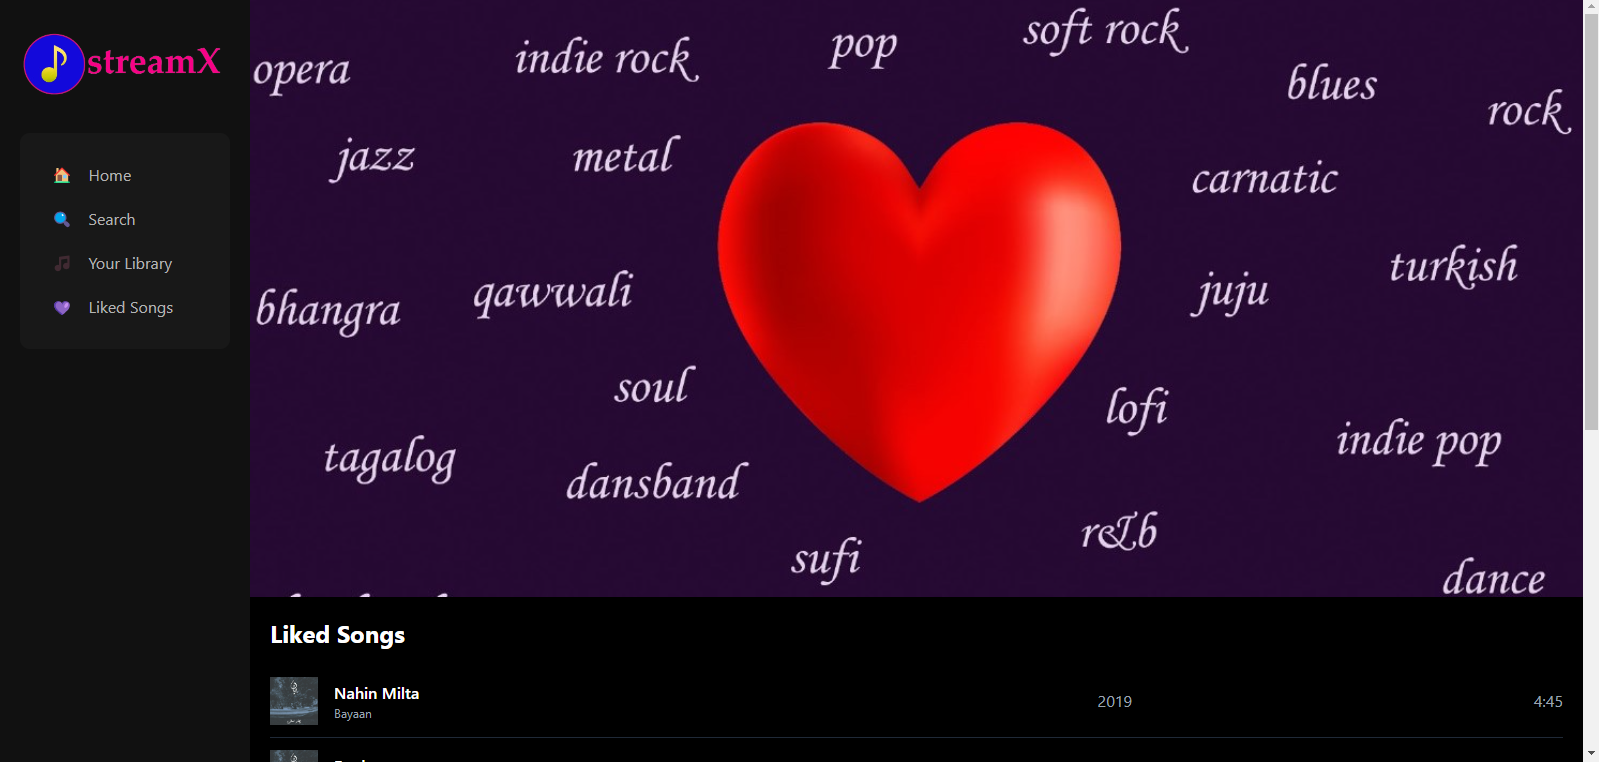 streamX
Home
Search
Your Library
Liked Songs
opera
indie rock
pop
soft rock
blues
rock
jazz
metal
carnatic
turkish
bhangra
qawwali
juju
soul
lofi
indie pop
tagalog
dansband
r&b
sufi
dance
Liked Songs
Nahin Milta
Bayaan
2019
4:45